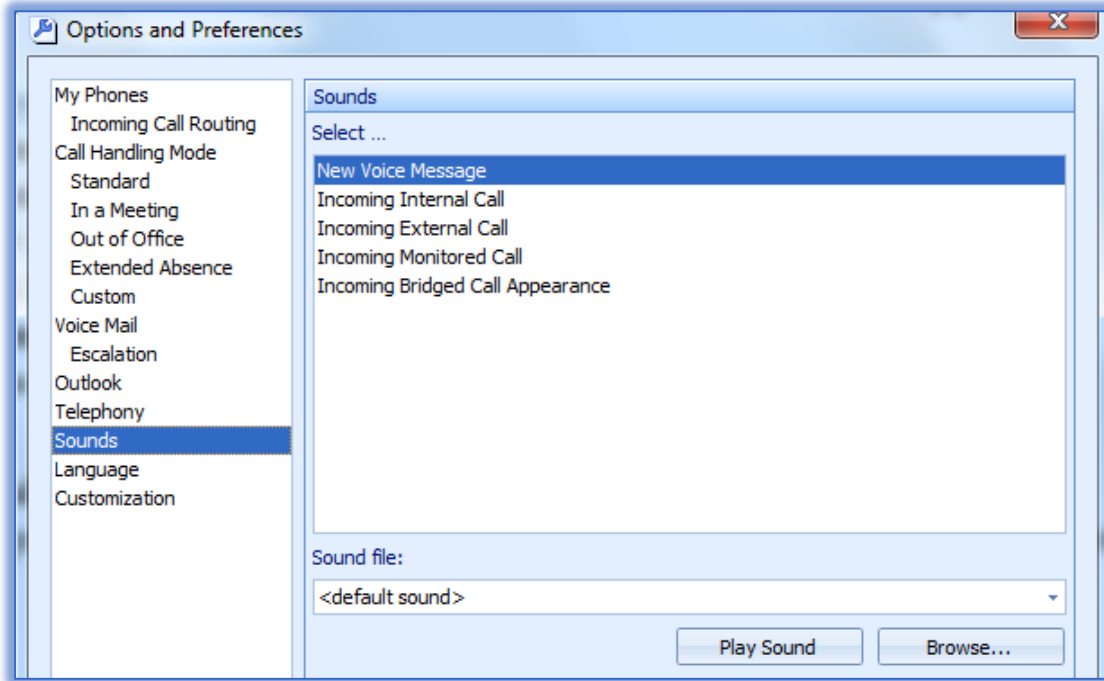 Options and Preferences
My Phones
Incoming Call Routing
Call Handling Mode
Standard
In a Meeting
Out of Office
Extended Absence
Custom
Voice Mail
Escalation
Outlook
Telephony
Sounds
Language
Customization
Sounds
Select ...
New Voice Message
Incoming Internal Call
Incoming External Call
Incoming Monitored Call
Incoming Bridged Call Appearance
Sound file:
<default sound>
Play Sound
Browse...